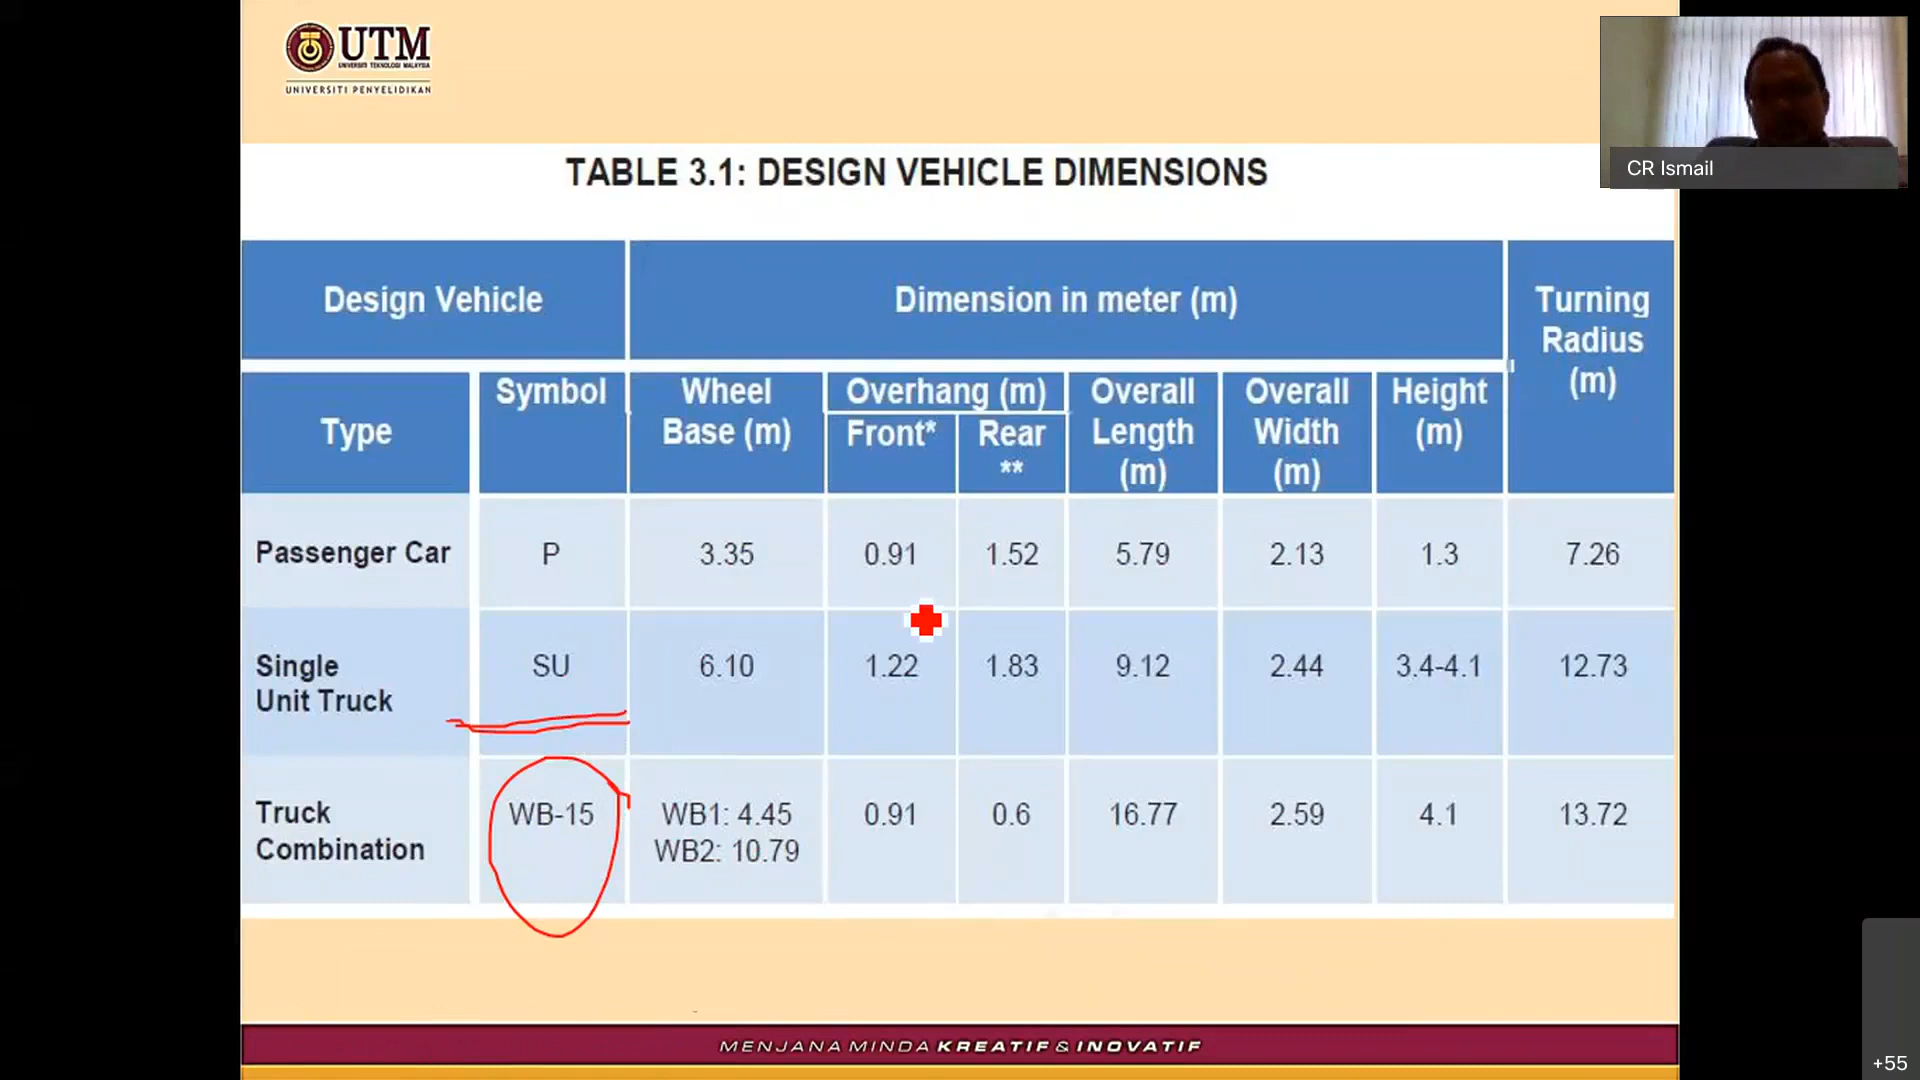 UTM
UNIVERSITI TEKNOLOGI MALAYSIA
UNIVERSITI PENYELIDIKAN
CR Ismail
TABLE 3.1: DESIGN VEHICLE DIMENSIONS
Design Vehicle Dimension in meter (m) Turning Radius (m)
Type Symbol Wheel Base (m) Overhang (m) Overall Length (m) Overall Width (m) Height (m)
Front* Rear **
Passenger Car P 3.35 0.91 1.52 5.79 2.13 1.3 7.26
Single Unit Truck SU 6.10 1.22 1.83 9.12 2.44 3.4-4.1 12.73
Truck Combination WB-15 WB1: 4.45 WB2: 10.79 0.91 0.6 16.77 2.59 4.1 13.72
MENJANA MINDA KREATIF & INOVATIF
+55